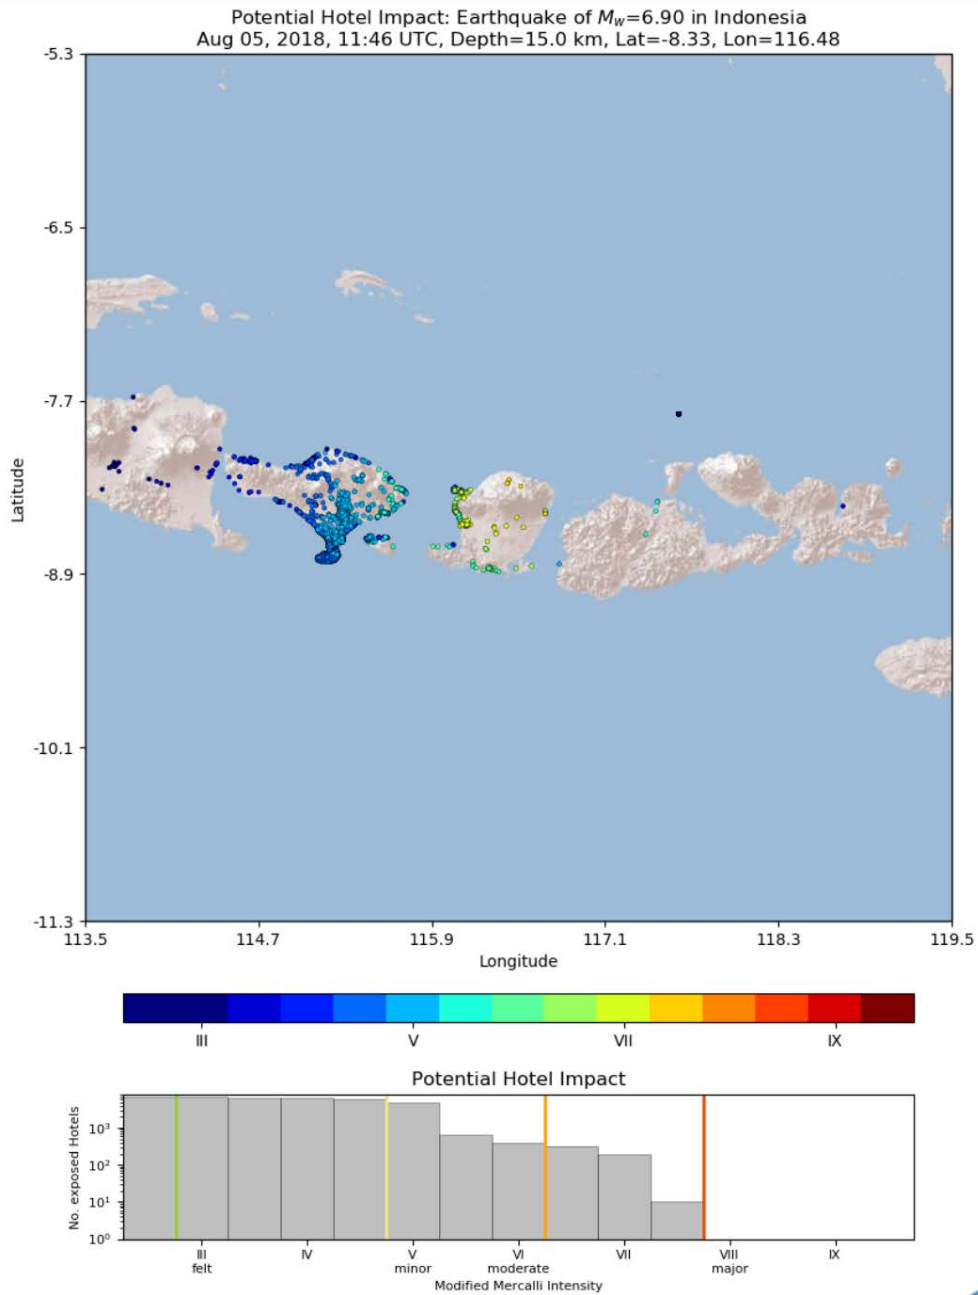 Potential Hotel Impact: Earthquake of Mw=6.90 in Indonesia
Aug 05, 2018, 11:46 UTC, Depth=15.0 km, Lat=-8.33, Lon=116.48
-5.3
-6.5
-7.7
-8.9
-10.1
-11.3
Latitude
113.5 114.7 115.9 117.1 118.3 119.5
Longitude
III V VII IX
Potential Hotel Impact
No. exposed Hotels
10³
10²
10¹
10⁰
III IV V VI VII VIII IX
felt minor moderate major
Modified Mercalli Intensity